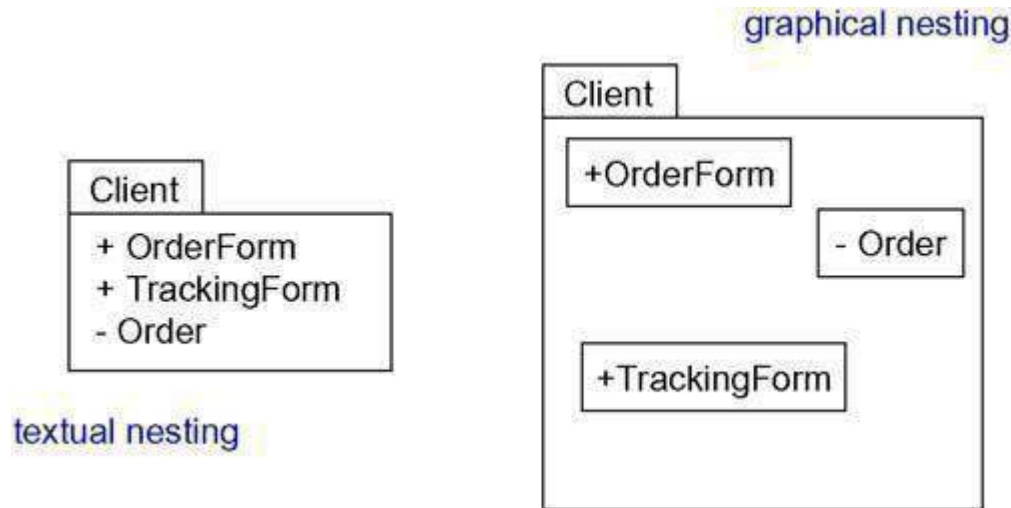 graphical nesting
Client
+OrderForm
- Order
+TrackingForm
Client
+ OrderForm
+ TrackingForm
- Order
textual nesting